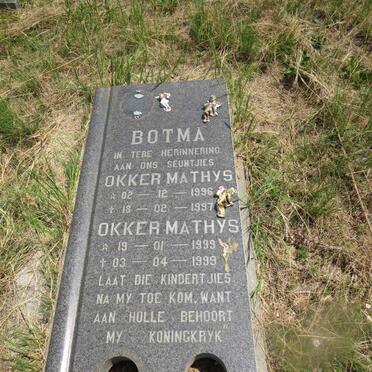 BOTMA
IN TERE HERINNERING
AAN ONS SEUNTJIES
OKKER MATHYS
☆ 02 — 12 — 1996
† 18 — 02 — 1997
OKKER MATHYS
☆ 19 — 01 — 1999
† 03 — 04 — 1999
"LAAT DIE KINDERTJIES
NA MY TOE KOM, WANT
AAN HULLE BEHOORT
MY KONINGKRYK"